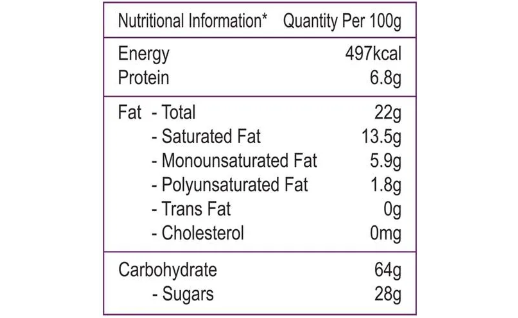 Nutritional Information* Quantity Per 100g
Energy 497kcal
Protein 6.8g
Fat - Total 22g
- Saturated Fat 13.5g
- Monounsaturated Fat 5.9g
- Polyunsaturated Fat 1.8g
- Trans Fat 0g
- Cholesterol 0mg
Carbohydrate 64g
- Sugars 28g